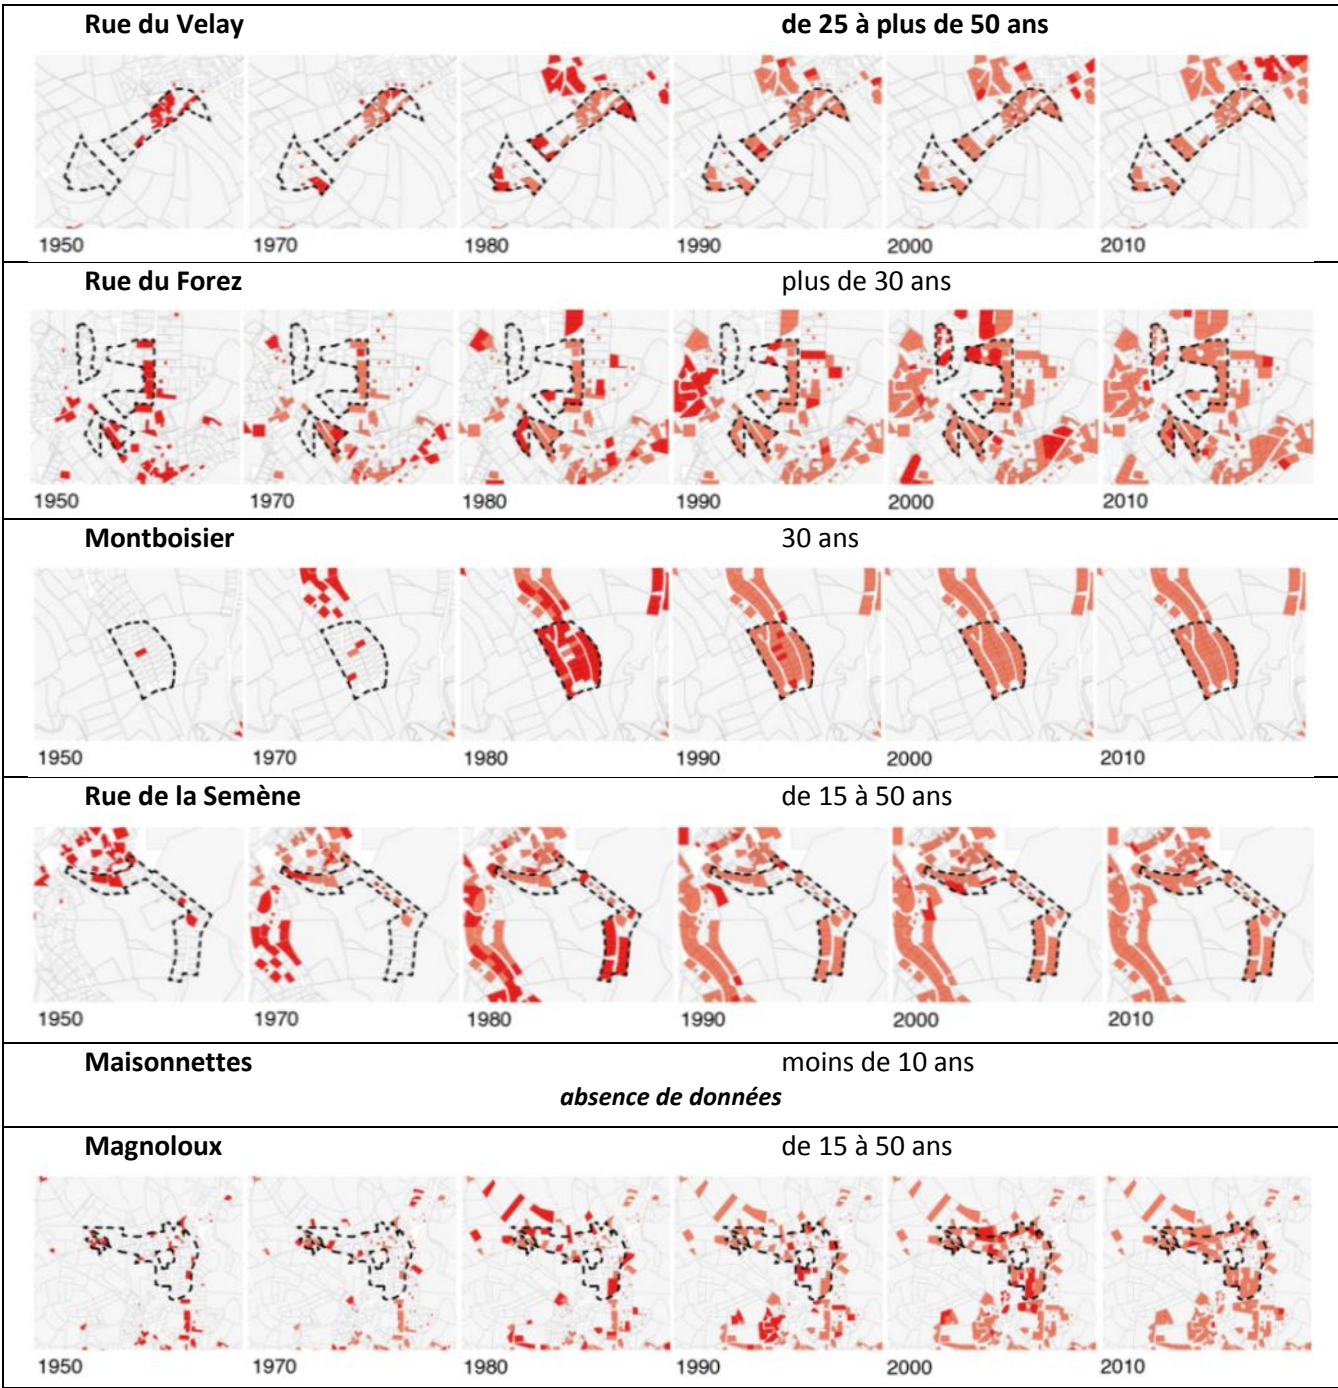 Rue du Velay de 25 à plus de 50 ans
1950 1970 1980 1990 2000 2010
Rue du Forez plus de 30 ans
1950 1970 1980 1990 2000 2010
Montboisier 30 ans
1950 1970 1980 1990 2000 2010
Rue de la Semène de 15 à 50 ans
1950 1970 1980 1990 2000 2010
Maisonnettes moins de 10 ans
absence de données
Magnoloux de 15 à 50 ans
1950 1970 1980 1990 2000 2010